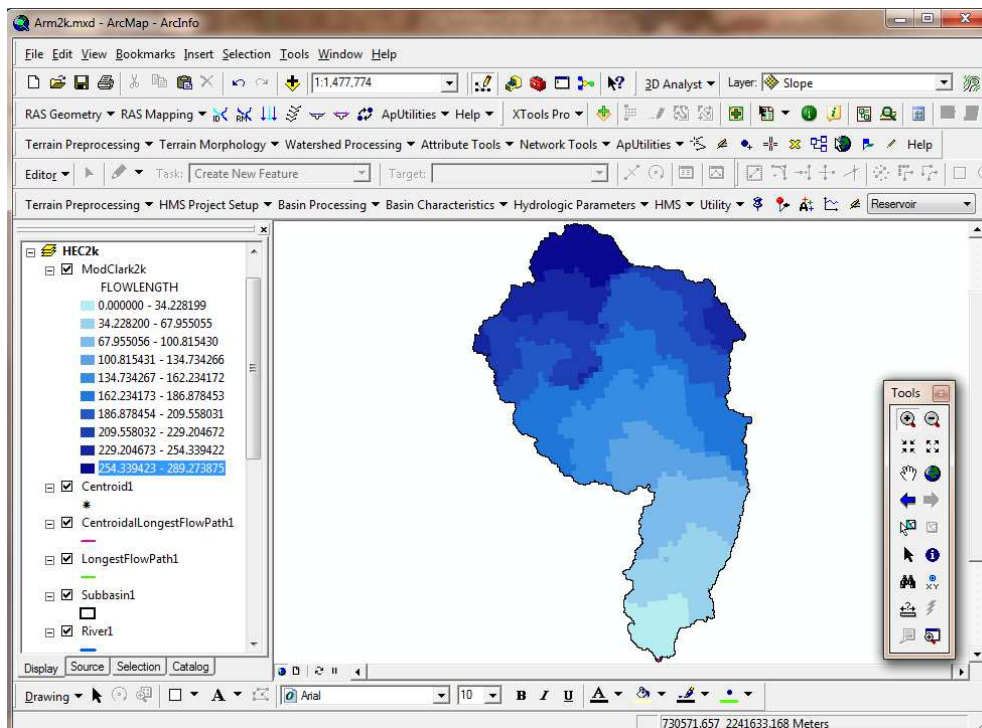 Arm2k.mxd - ArcMap - ArcInfo
File Edit View Bookmarks Insert Selection Tools Window Help
1:1,477,774 3D Analyst Layer: Slope
RAS Geometry RAS Mapping ApUtilities Help XTools Pro
Terrain Preprocessing Terrain Morphology Watershed Processing Attribute Tools Network Tools ApUtilities Help
Editor Task: Create New Feature Target:
Terrain Preprocessing HMS Project Setup Basin Processing Basin Characteristics Hydrologic Parameters HMS Utility Reservoir
HEC2k
ModClark2k
FLOWLENGTH
0.000000 - 34.228199
34.228200 - 67.955055
67.955056 - 100.815430
100.815431 - 134.734266
134.734267 - 162.234172
162.234173 - 186.878453
186.878454 - 209.558031
209.558032 - 229.204672
229.204673 - 254.339422
254.339423 - 289.273875
Centroid1
CentroidalLongestFlowPath1
LongestFlowPath1
Subbasin1
River1
Tools
XY
Display Source Selection Catalog
Drawing A Arial 10 B I U A
730571.657 2241633.168 Meters